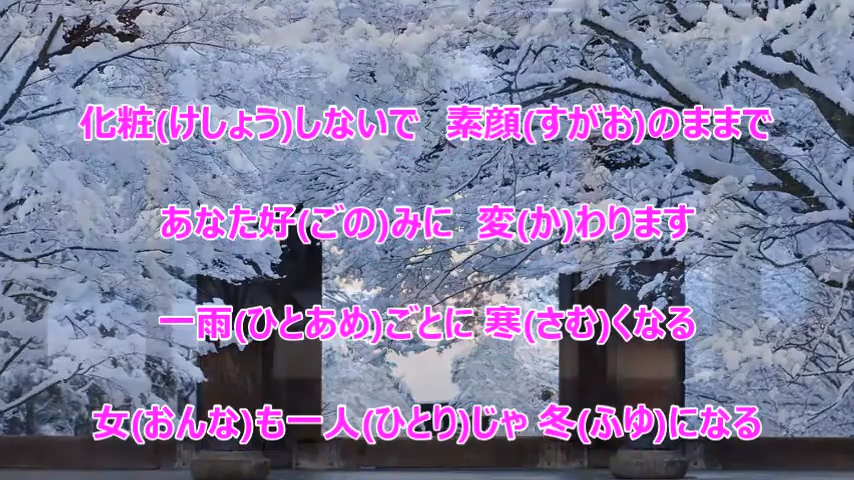 化粧(けしょう)しないで　素顔(すがお)のままで
あなた好(ごの)みに　変(か)わります
一雨(ひとあめ)ごとに 寒(さむ)くなる
女(おんな)も一人(ひとり)じゃ 冬(ふゆ)になる